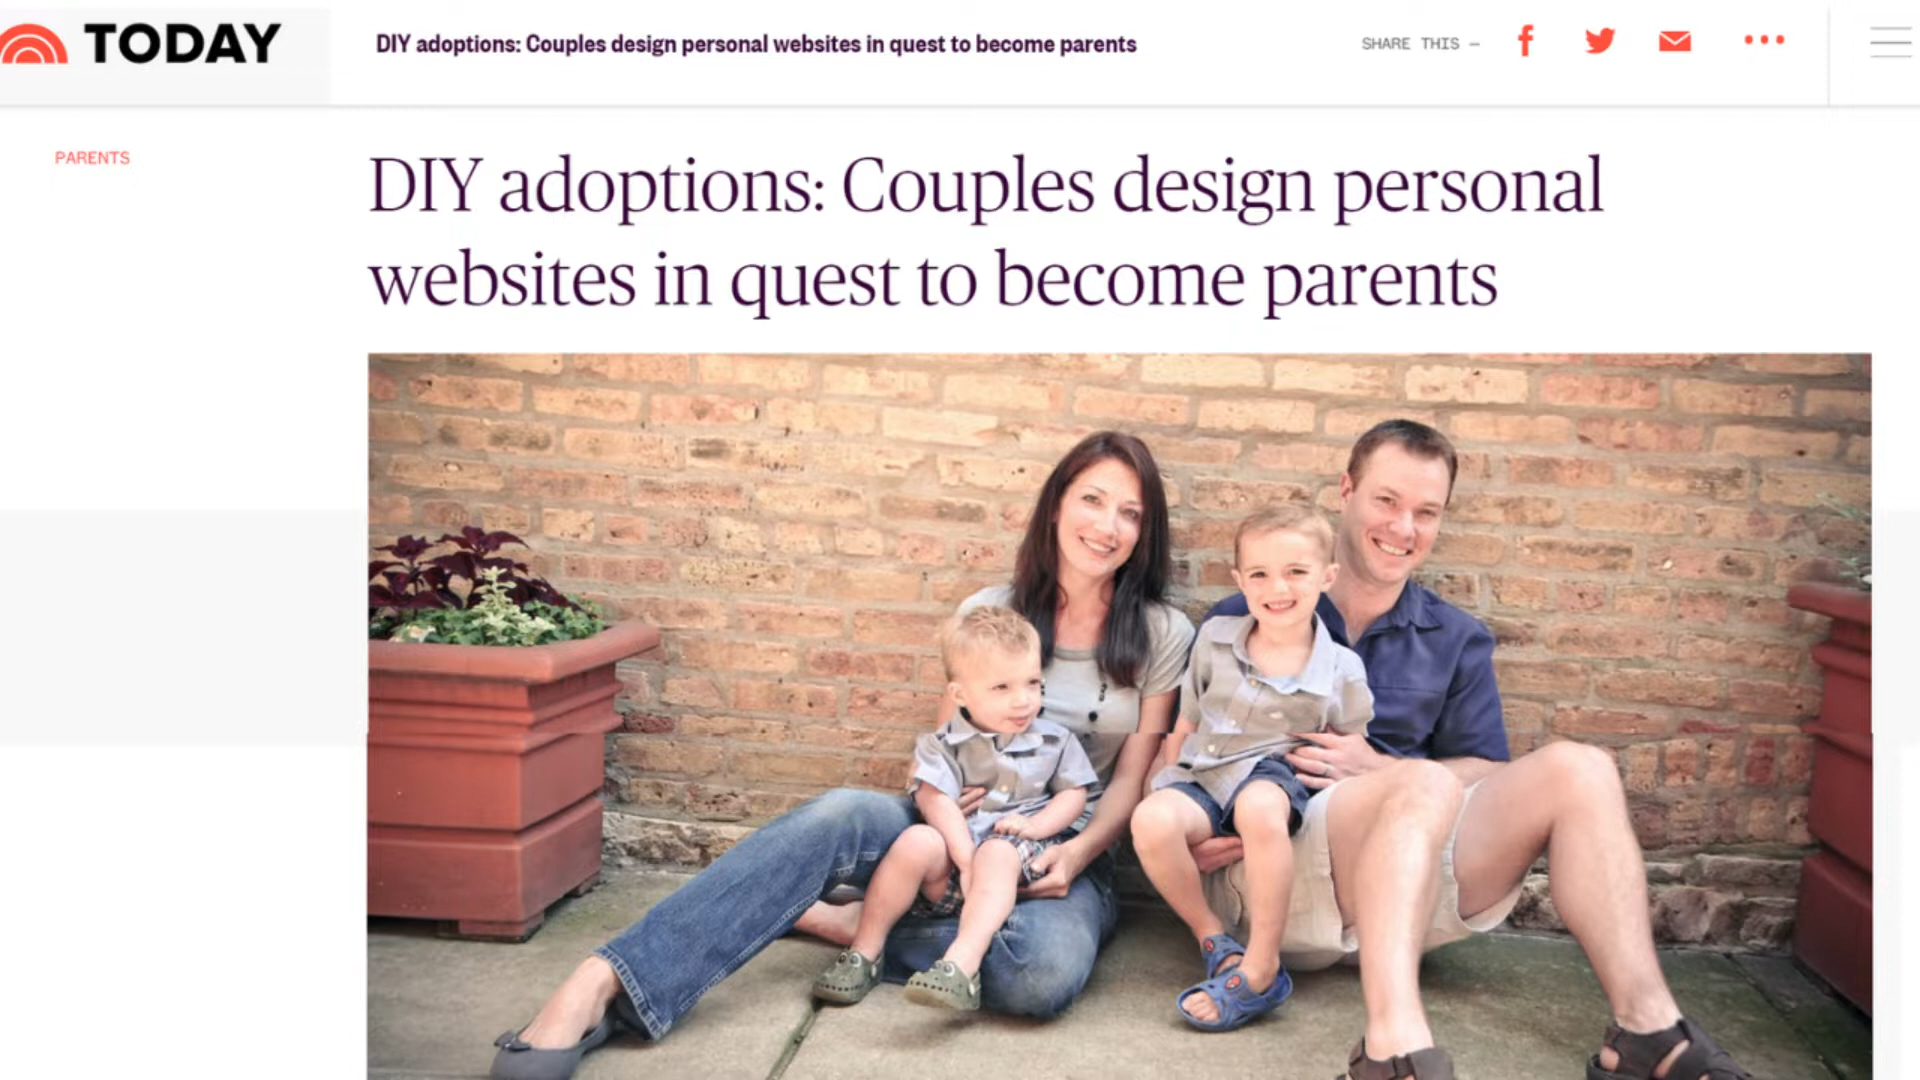 TODAY
DIY adoptions: Couples design personal websites in quest to become parents
SHARE THIS –
PARENTS
DIY adoptions: Couples design personal
websites in quest to become parents